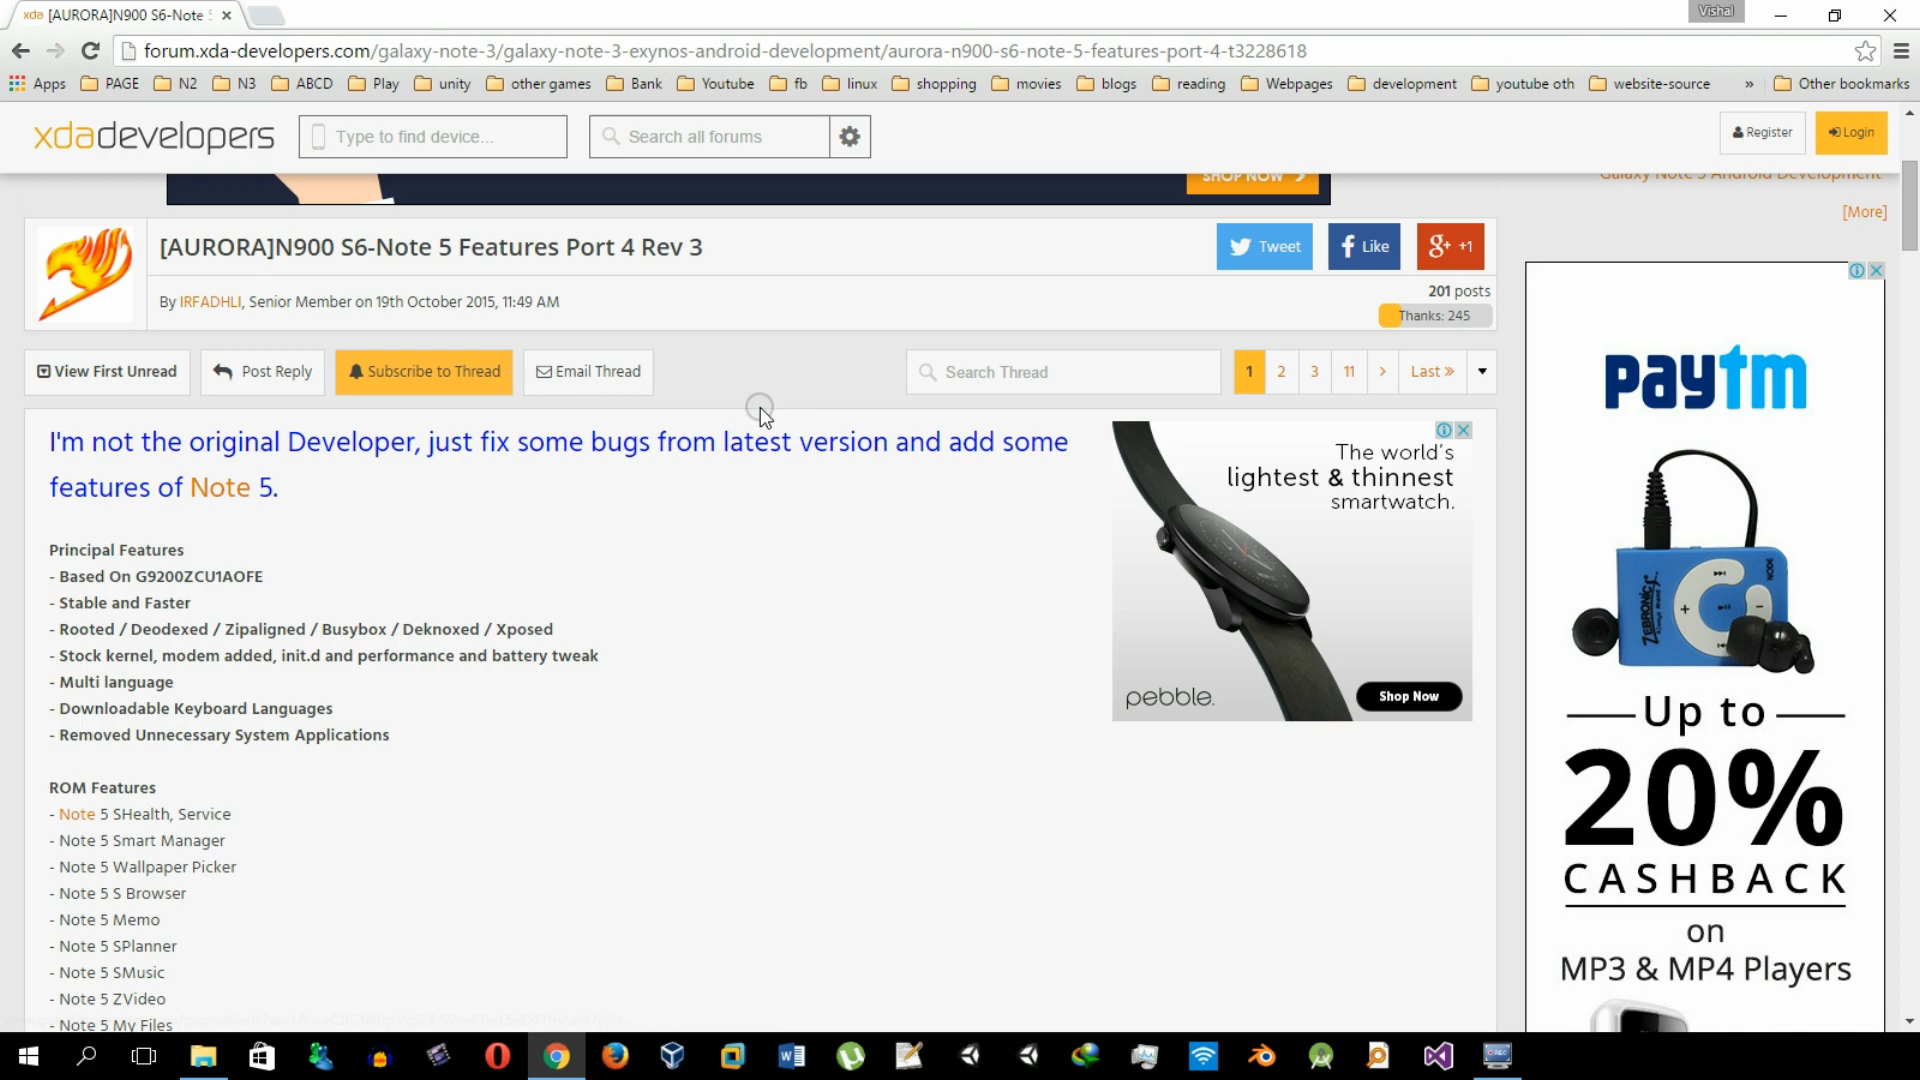 xda [AURORA]N900 S6-Note 5
Vishal
forum.xda-developers.com/galaxy-note-3/galaxy-note-3-exynos-android-development/aurora-n900-s6-note-5-features-port-4-t3228618
Apps PAGE N2 N3 ABCD Play unity other games Bank Youtube fb linux shopping movies blogs reading Webpages development youtube oth website-source » Other bookmarks
xdadevelopers
Type to find device...
Search all forums
Register
Login
SHOP NOW
Galaxy Note 5 Android Development
[More]
[AURORA]N900 S6-Note 5 Features Port 4 Rev 3
Tweet
Like
g+ +1
By IRFADHLI, Senior Member on 19th October 2015, 11:49 AM
201 posts
Thanks: 245
View First Unread
Post Reply
Subscribe to Thread
Email Thread
Search Thread
1 2 3 11 > Last »
I'm not the original Developer, just fix some bugs from latest version and add some
features of Note 5.
Principal Features
- Based On G9200ZCU1AOFE
- Stable and Faster
- Rooted / Deodexed / Zipaligned / Busybox / Deknoxed / Xposed
- Stock kernel, modem added, init.d and performance and battery tweak
- Multi language
- Downloadable Keyboard Languages
- Removed Unnecessary System Applications
ROM Features
- Note 5 SHealth, Service
- Note 5 Smart Manager
- Note 5 Wallpaper Picker
- Note 5 S Browser
- Note 5 Memo
- Note 5 SPlanner
- Note 5 SMusic
- Note 5 ZVideo
- Note 5 My Files
The world's
lightest & thinnest
smartwatch.
pebble.
Shop Now
paytm
ZEBRONICS
Up to
20%
CASHBACK
on
MP3 & MP4 Players